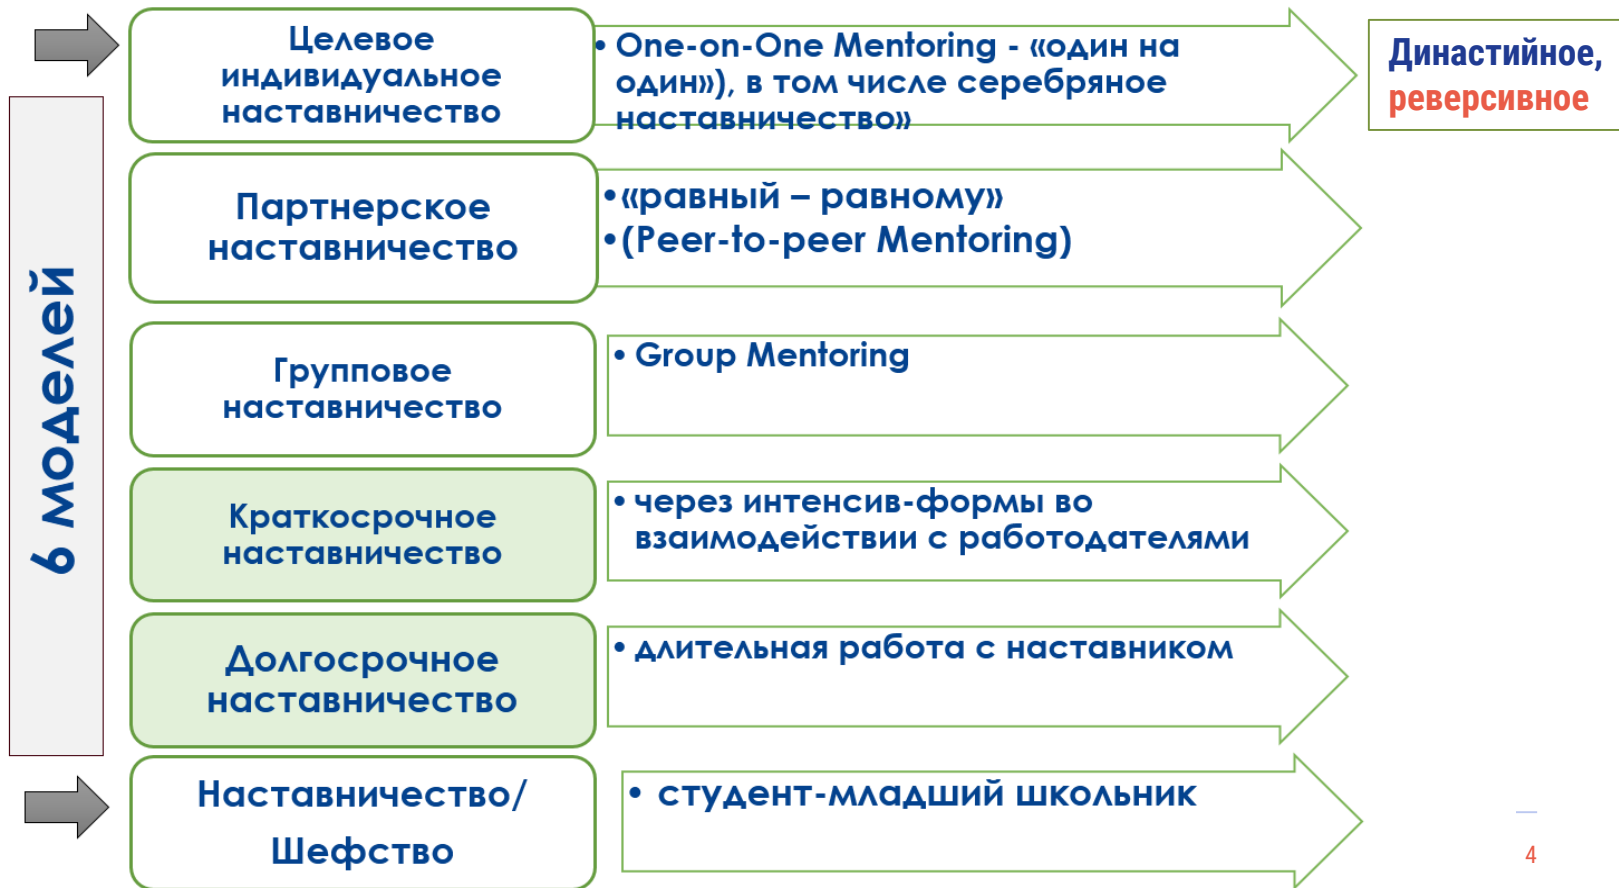 6 моделей
Целевое
индивидуальное
наставничество
• One-on-One Mentoring - «один на
один»), в том числе серебряное
наставничество»
Династийное,
реверсивное
Партнерское
наставничество
•«равный – равному»
•(Peer-to-peer Mentoring)
Групповое
наставничество
• Group Mentoring
Краткосрочное
наставничество
• через интенсив-формы во
взаимодействии с работодателями
Долгосрочное
наставничество
• длительная работа с наставником
Наставничество/
Шефство
• студент-младший школьник
4